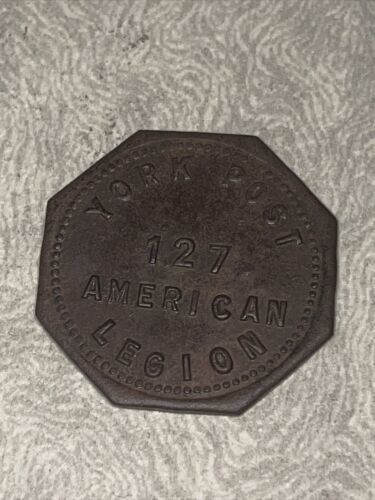 YORK POST
127
AMERICAN
LEGION